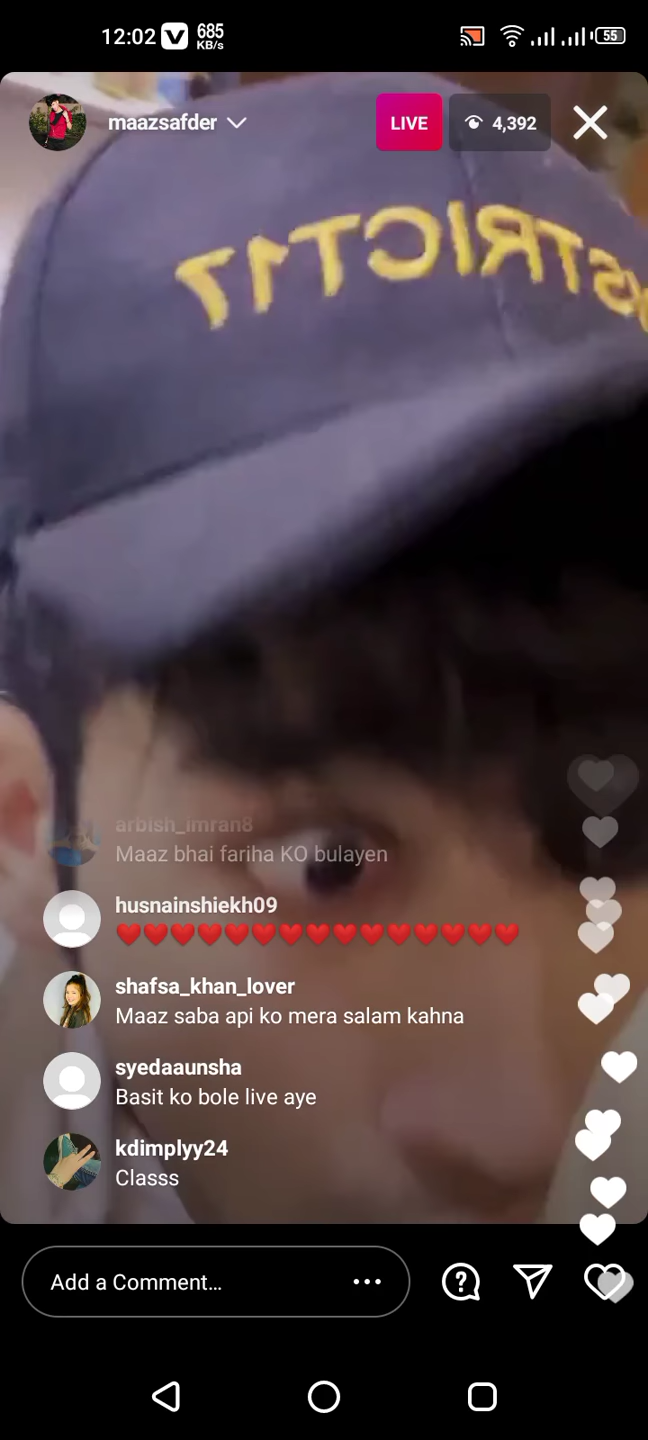 12:02 V 685 KB/s 55
maazsafder LIVE 4,392
STRICT17
arbish_imran8
Maaz bhai fariha KO bulayen
husnainshiekh09
❤️❤️❤️❤️❤️❤️❤️❤️❤️❤️❤️❤️❤️❤️❤️
shafsa_khan_lover
Maaz saba api ko mera salam kahna
syedaaunsha
Basit ko bole live aye
kdimplyy24
Classs
Add a Comment...